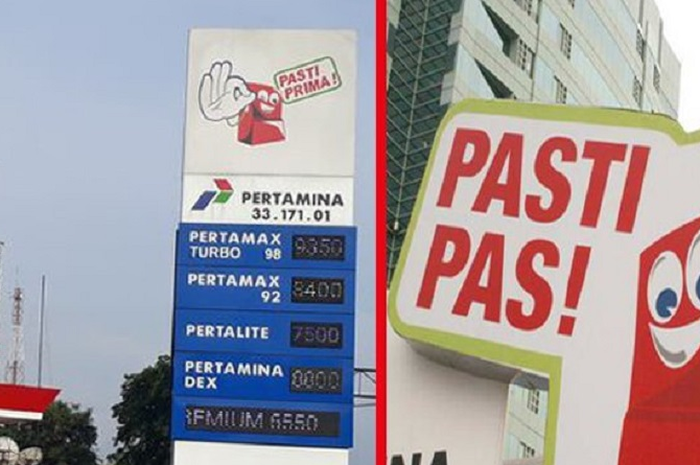 PASTI
PRIMA!
PERTAMINA
33.171.01
PERTAMAX
TURBO 98 9350
PERTAMAX
92 8400
PERTALITE 7500
PERTAMINA
DEX 0000
REMIUM 6550
PASTI
PAS!
NA